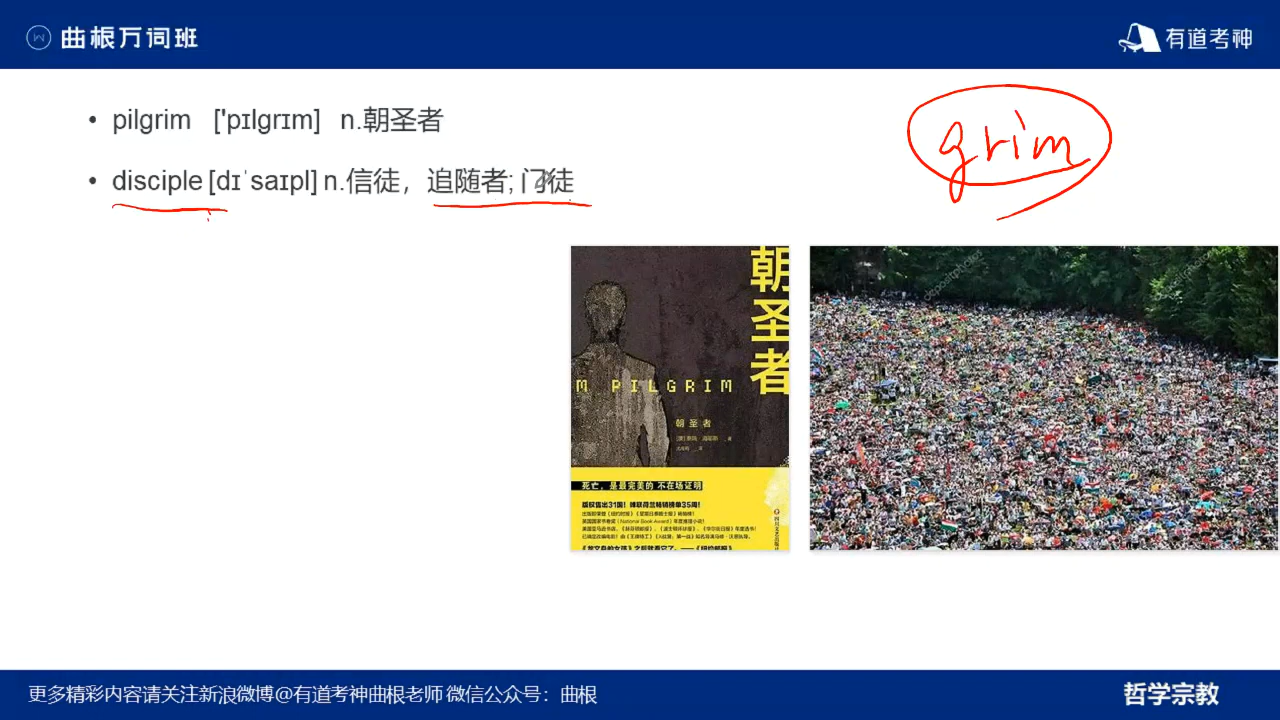 曲根万词班
有道考神
• pilgrim ['pɪlgrɪm] n.朝圣者
• disciple [dɪˈsaɪpl] n.信徒，追随者; 门徒
grim
朝圣者
M PILGRIM
朝圣者
死亡，是最完美的 不在场证明
depositphotos
更多精彩内容请关注新浪微博@有道考神曲根老师 微信公众号：曲根
哲学宗教